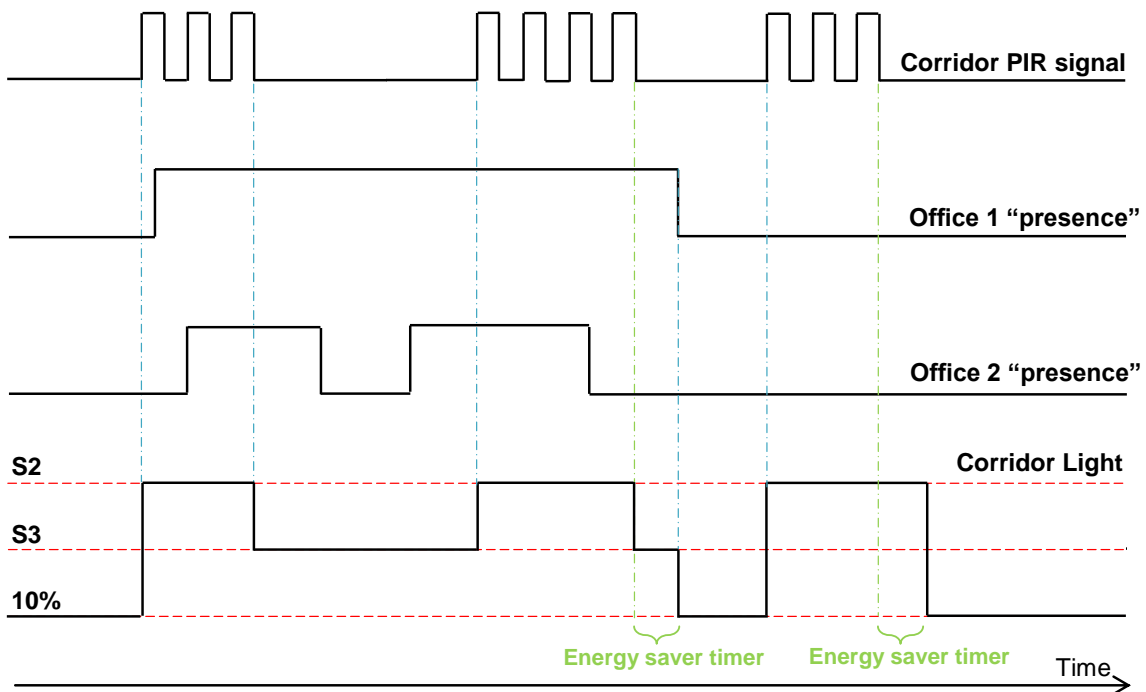 Corridor PIR signal
Office 1 “presence”
Office 2 “presence”
S2
Corridor Light
S3
10%
Energy saver timer
Energy saver timer
Time